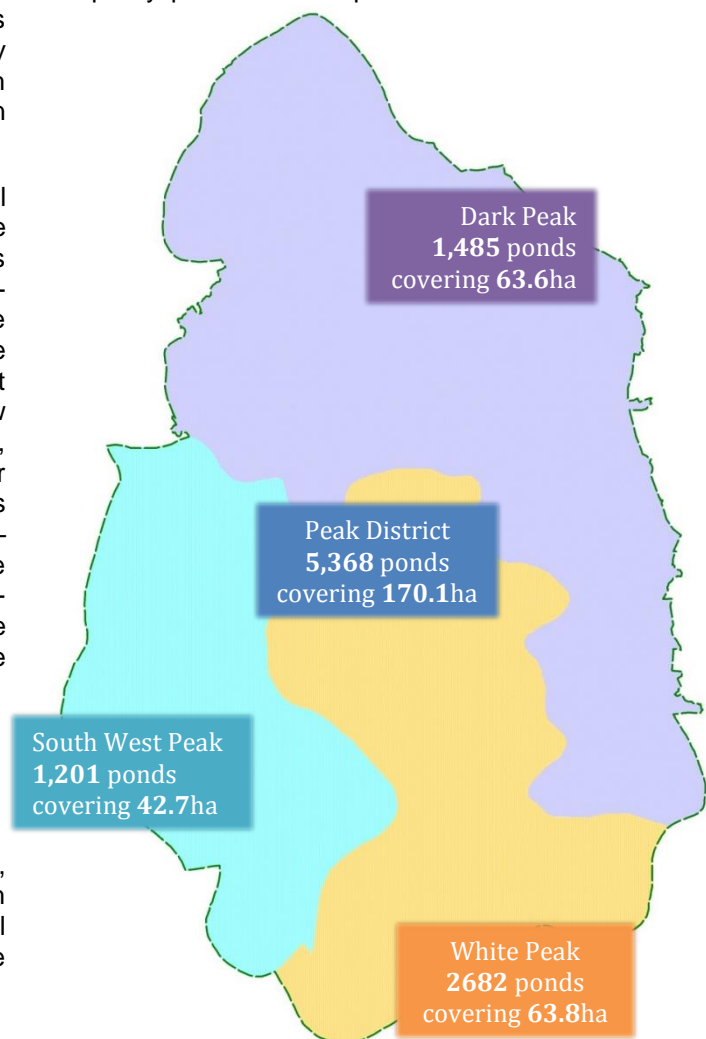 Dark Peak
1,485 ponds
covering 63.6ha
Peak District
5,368 ponds
covering 170.1ha
South West Peak
1,201 ponds
covering 42.7ha
White Peak
2682 ponds
covering 63.8ha